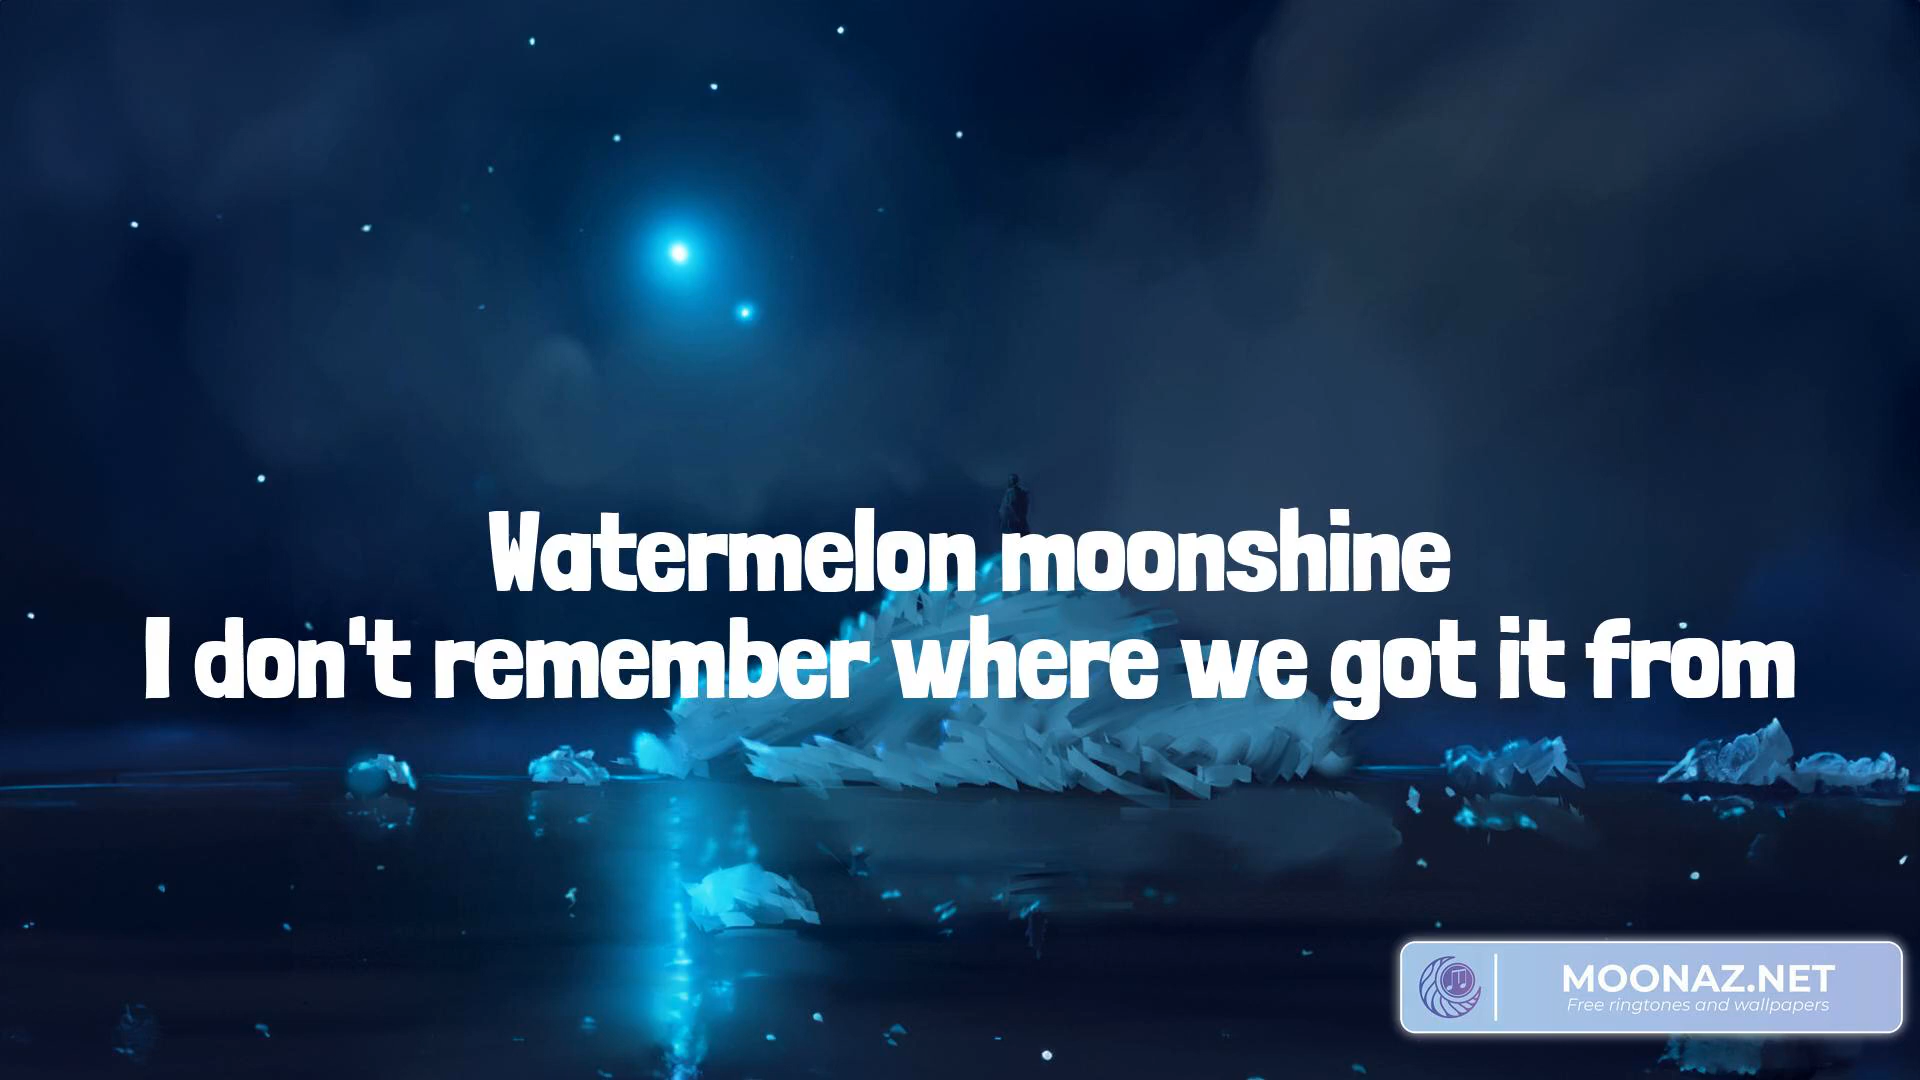 Watermelon moonshine
I don't remember where we got it from
MOONAZ.NET
Free ringtones and wallpapers